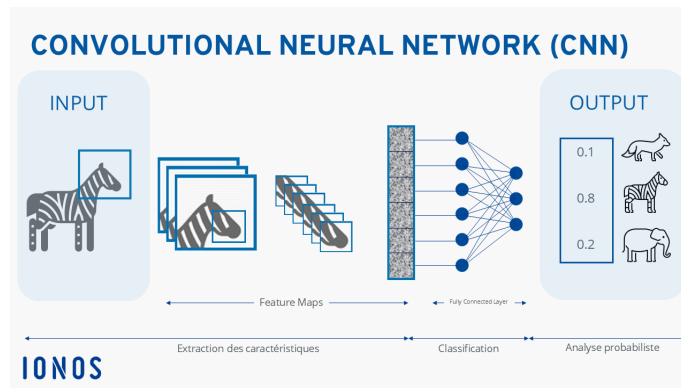 CONVOLUTIONAL NEURAL NETWORK (CNN)
INPUT
OUTPUT
0.1
0.8
0.2
Feature Maps
Fully Connected Layer
Extraction des caractéristiques
Classification
Analyse probabiliste
IONOS